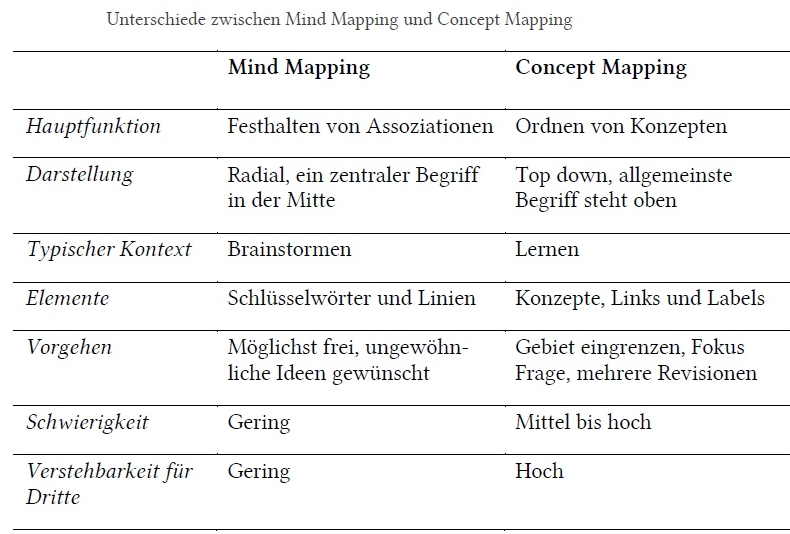 Unterschiede zwischen Mind Mapping und Concept Mapping
Mind Mapping Concept Mapping
Hauptfunktion Festhalten von Assoziationen Ordnen von Konzepten
Darstellung Radial, ein zentraler Begriff Top down, allgemeinste
in der Mitte Begriff steht oben
Typischer Kontext Brainstormen Lernen
Elemente Schlüsselwörter und Linien Konzepte, Links und Labels
Vorgehen Möglichst frei, ungewöhn- Gebiet eingrenzen, Fokus
liche Ideen gewünscht Frage, mehrere Revisionen
Schwierigkeit Gering Mittel bis hoch
Verstehbarkeit für Gering Hoch
Dritte